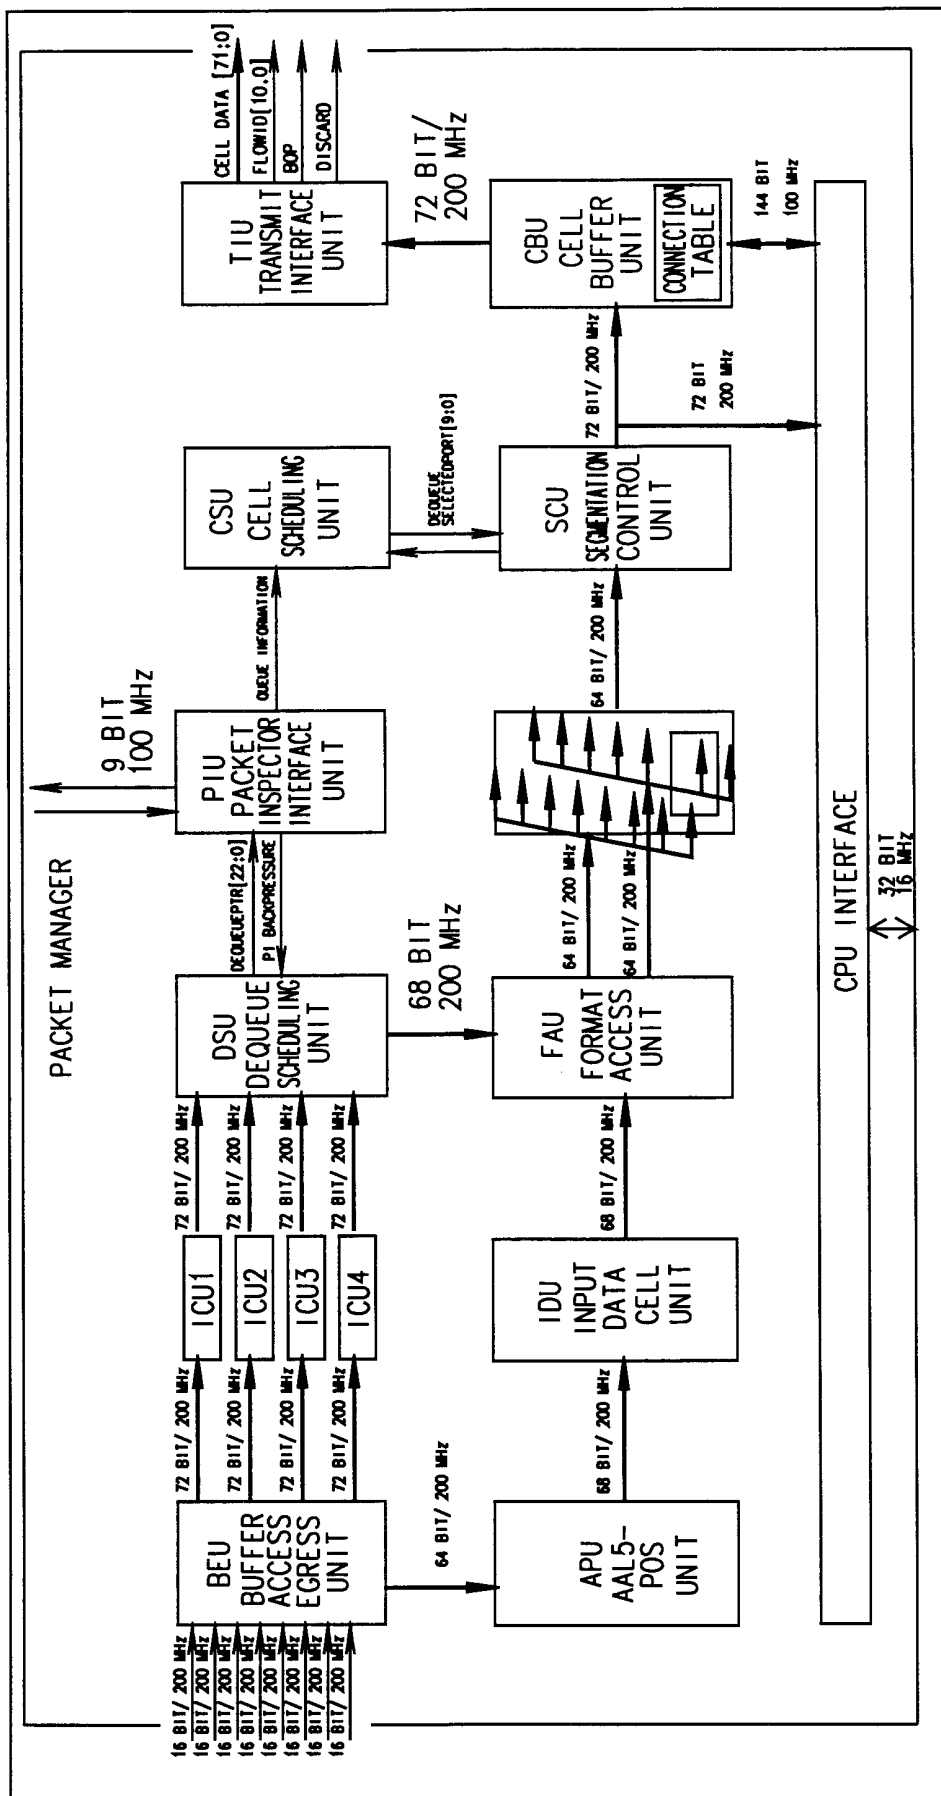 PACKET MANAGER
9 BIT
100 MHz
16 BIT/ 200 MHz
16 BIT/ 200 MHz
16 BIT/ 200 MHz
16 BIT/ 200 MHz
16 BIT/ 200 MHz
16 BIT/ 200 MHz
16 BIT/ 200 MHz
16 BIT/ 200 MHz
BEU
BUFFER
ACCESS
EGRESS
UNIT
72 BIT/ 200 MHz
72 BIT/ 200 MHz
72 BIT/ 200 MHz
72 BIT/ 200 MHz
ICU1
ICU2
ICU3
ICU4
72 BIT/ 200 MHz
72 BIT/ 200 MHz
72 BIT/ 200 MHz
72 BIT/ 200 MHz
DSU
DEQUEUE
SCHEDULING
UNIT
DEQUEUEPTR[22:0]
PI BACKPRESSURE
PIU
PACKET
INSPECTOR
INTERFACE
UNIT
QUEUE INFORMATION
CSU
CELL
SCHEDULING
UNIT
TIU
TRANSMIT
INTERFACE
UNIT
CELL DATA [71:0]
FLOWID[10.0]
BOP
DISCARD
64 BIT/ 200 MHz
68 BIT
200 MHz
DEQUEUE
SELECTEDPORT[9:0]
72 BIT/
200 MHz
APU
AAL5-
POS
UNIT
68 BIT/ 200 MHz
IDU
INPUT
DATA
CELL
UNIT
68 BIT/ 200 MHz
FAU
FORMAT
ACCESS
UNIT
64 BIT/ 200 MHz
64 BIT/ 200 MHz
64 BIT/ 200 MHz
SCU
SEGMENTATION
CONTROL
UNIT
72 BIT/ 200 MHz
72 BIT
200 MHz
CBU
CELL
BUFFER
UNIT
CONNECTION
TABLE
144 BIT
100 MHz
CPU INTERFACE
32 BIT
16 MHz